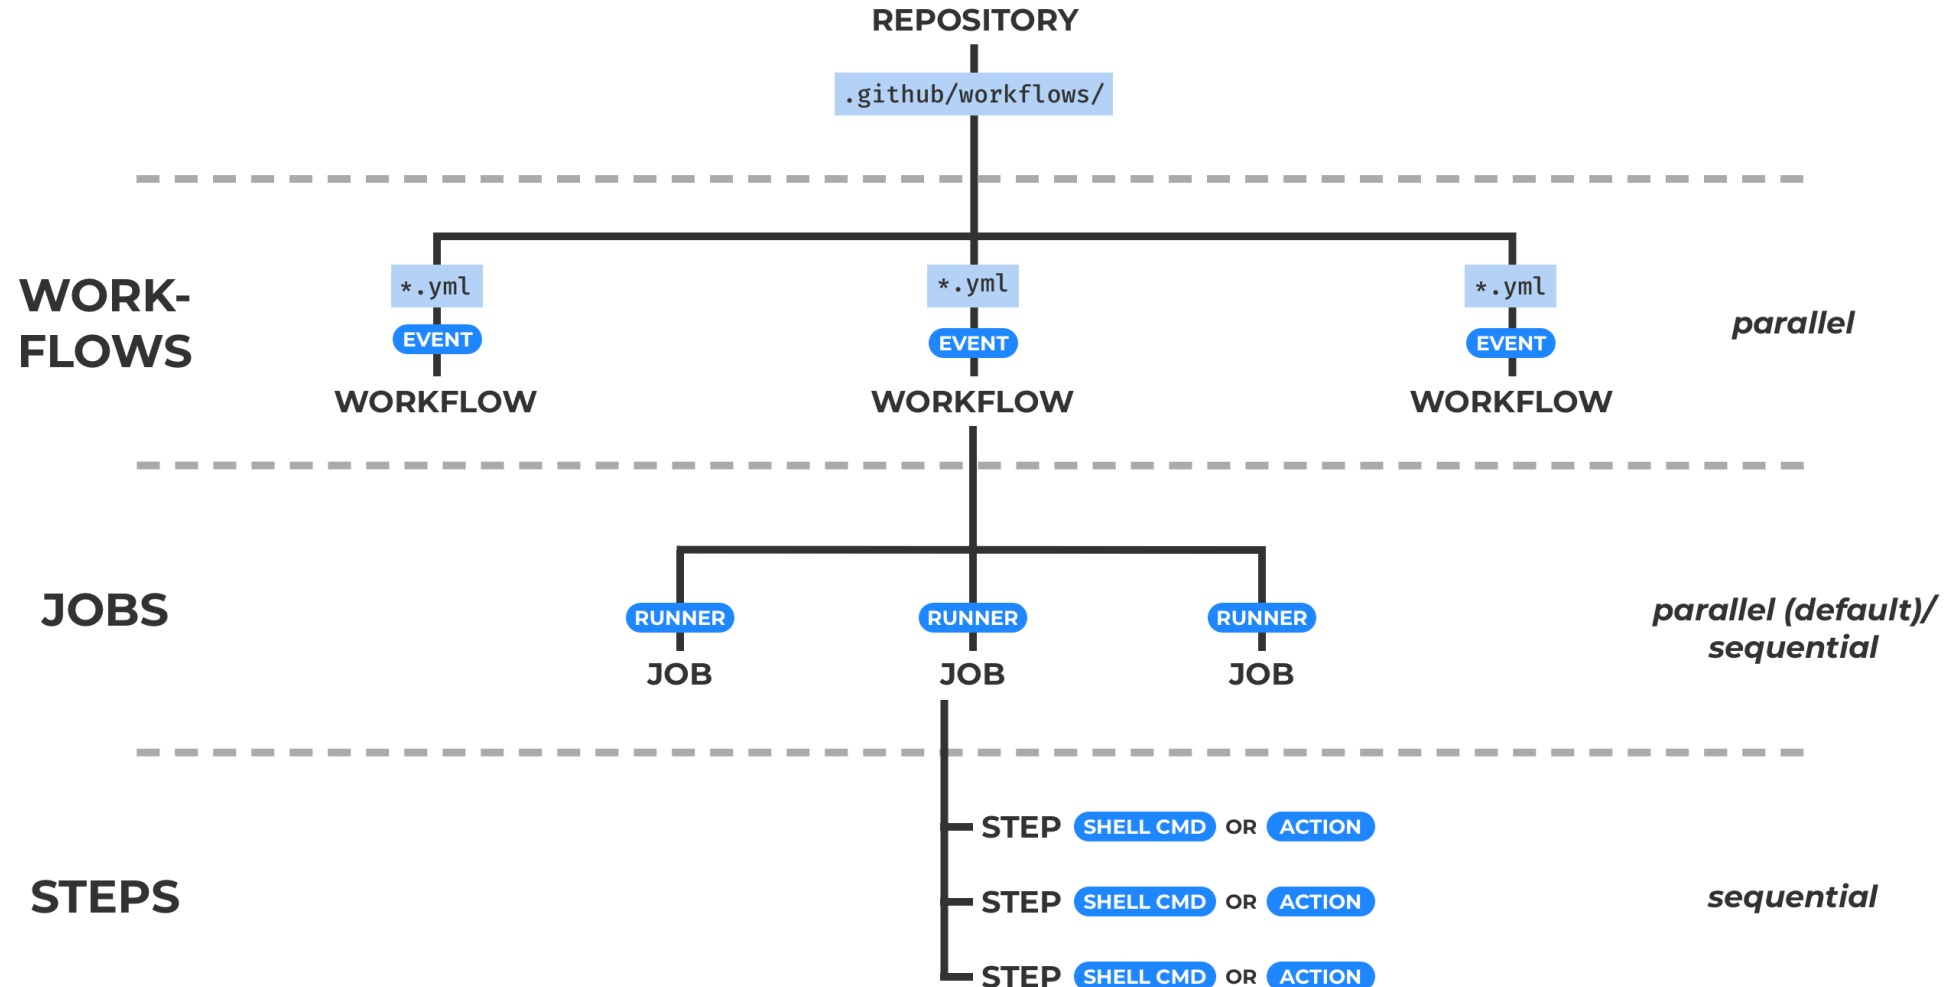 REPOSITORY
.github/workflows/
WORK-
FLOWS
*.yml
*.yml
*.yml
EVENT
EVENT
EVENT
WORKFLOW
WORKFLOW
WORKFLOW
parallel
JOBS
RUNNER
RUNNER
RUNNER
JOB
JOB
JOB
parallel (default)/
sequential
STEPS
STEP SHELL CMD OR ACTION
STEP SHELL CMD OR ACTION
STEP SHELL CMD OR ACTION
sequential